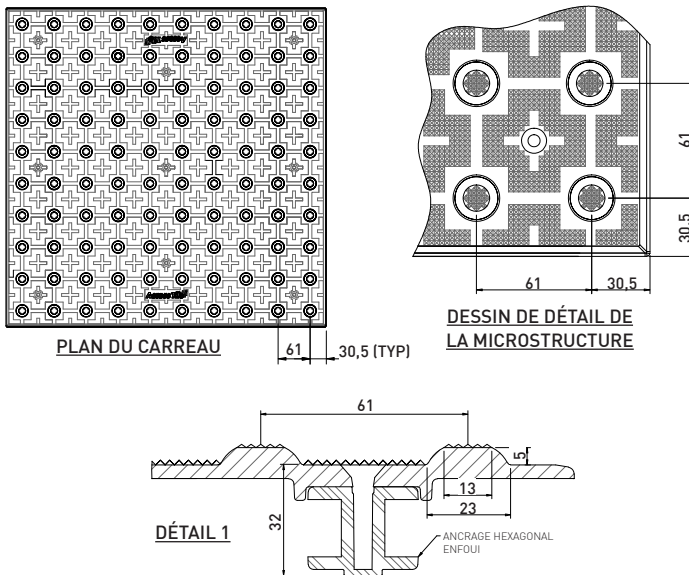 PLAN DU CARREAU
61
30,5 (TYP)
61
30,5
61
30,5
DESSIN DE DÉTAIL DE
LA MICROSTRUCTURE
61
5
13
23
32
DÉTAIL 1
ANCRAGE HEXAGONAL
ENFOUI